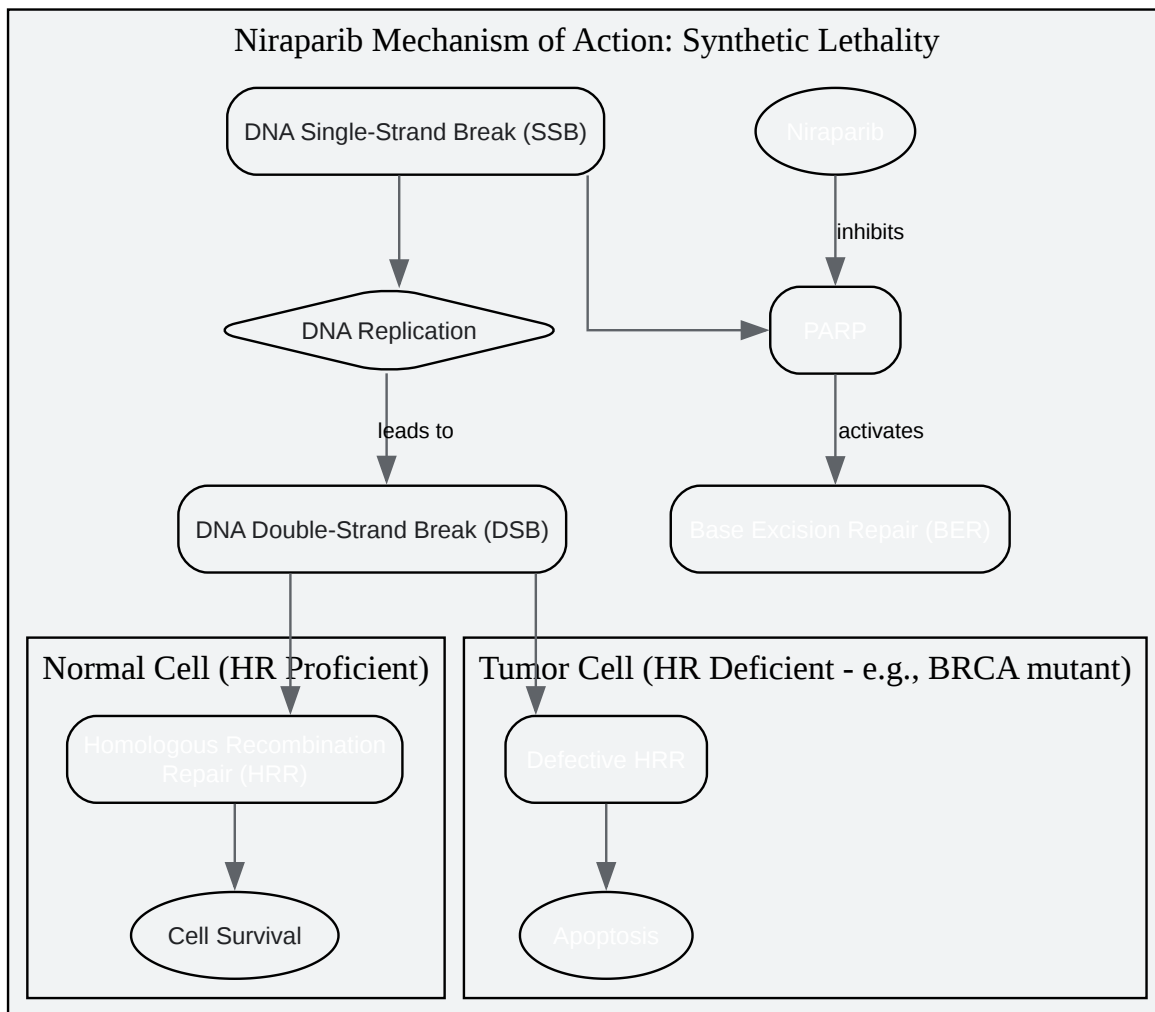 Niraparib Mechanism of Action: Synthetic Lethality
DNA Single-Strand Break (SSB)
Niraparib
inhibits
DNA Replication
PARP
leads to
activates
DNA Double-Strand Break (DSB)
Base Excision Repair (BER)
Normal Cell (HR Proficient)
Tumor Cell (HR Deficient - e.g., BRCA mutant)
Homologous Recombination
Repair (HRR)
Defective HRR
Cell Survival
Apoptosis